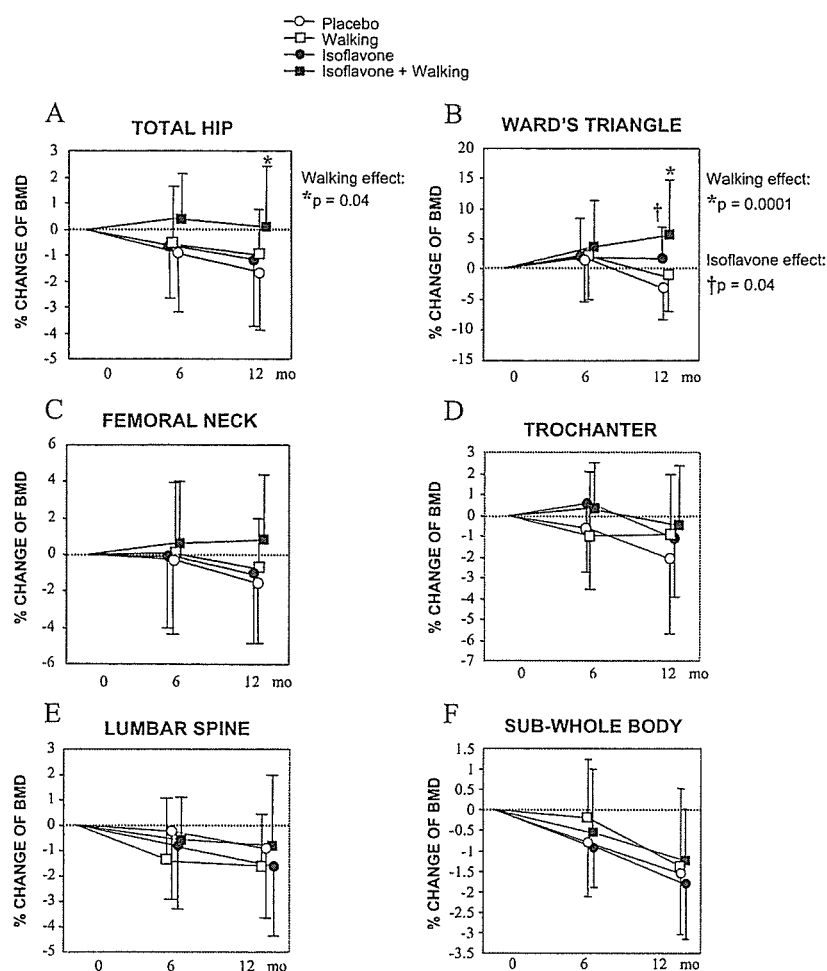 Placebo
Walking
Isoflavone
Isoflavone + Walking
A
TOTAL HIP
% CHANGE OF BMD
3
2
1
0
-1
-2
-3
-4
-5
*
0 6 12 mo
Walking effect:
*p = 0.04
B
WARD'S TRIANGLE
% CHANGE OF BMD
20
15
10
5
0
-5
-10
-15
*
†
0 6 12 mo
Walking effect:
*p = 0.0001
Isoflavone effect:
†p = 0.04
C
FEMORAL NECK
% CHANGE OF BMD
6
4
2
0
-2
-4
-6
0 6 12 mo
D
TROCHANTER
% CHANGE OF BMD
3
2
1
0
-1
-2
-3
-4
-5
-6
-7
0 6 12 mo
E
LUMBAR SPINE
% CHANGE OF BMD
3
2
1
0
-1
-2
-3
-4
-5
0 6 12 mo
F
SUB-WHOLE BODY
% CHANGE OF BMD
1.5
1
0.5
0
-0.5
-1
-1.5
-2
-2.5
-3
-3.5
0 6 12 mo